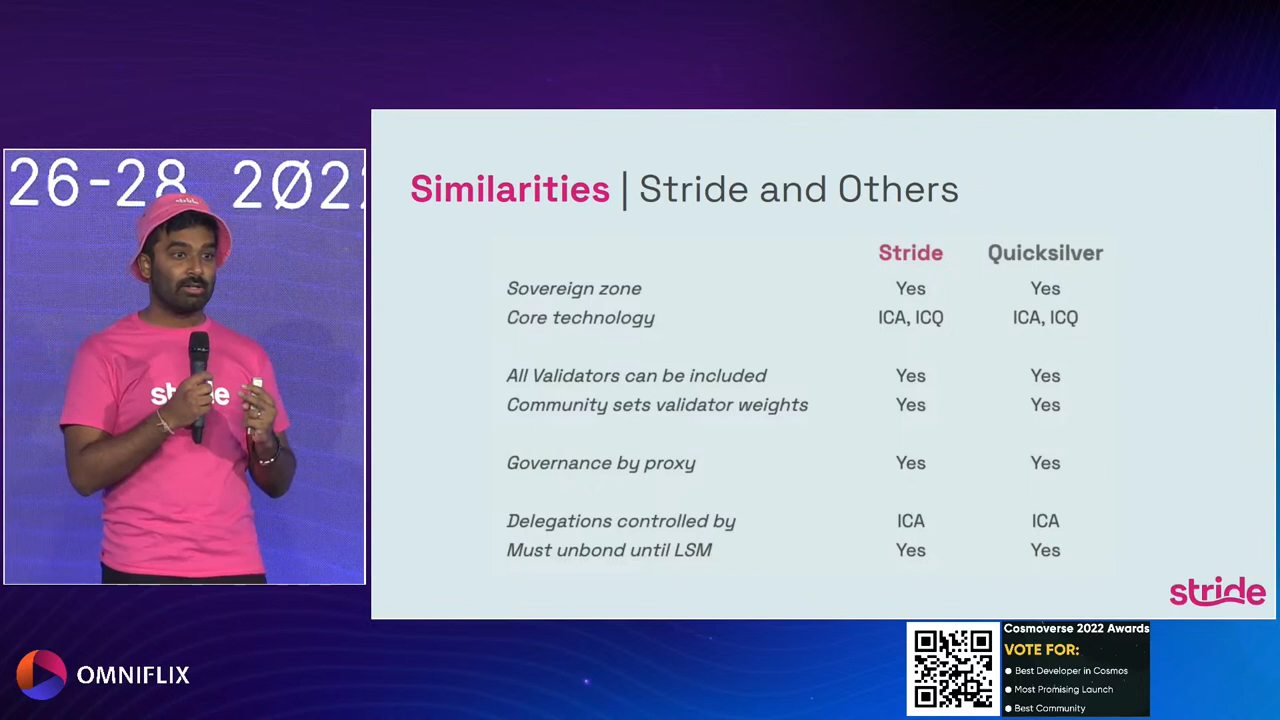 26-28 2Ø22
stride
Similarities | Stride and Others
Stride Quicksilver
Sovereign zone Yes Yes
Core technology ICA, ICQ ICA, ICQ
All Validators can be included Yes Yes
Community sets validator weights Yes Yes
Governance by proxy Yes Yes
Delegations controlled by ICA ICA
Must unbond until LSM Yes Yes
stride
OMNIFLIX
Cosmoverse 2022 Awards
VOTE FOR:
● Best Developer in Cosmos
● Most Promising Launch
● Best Community